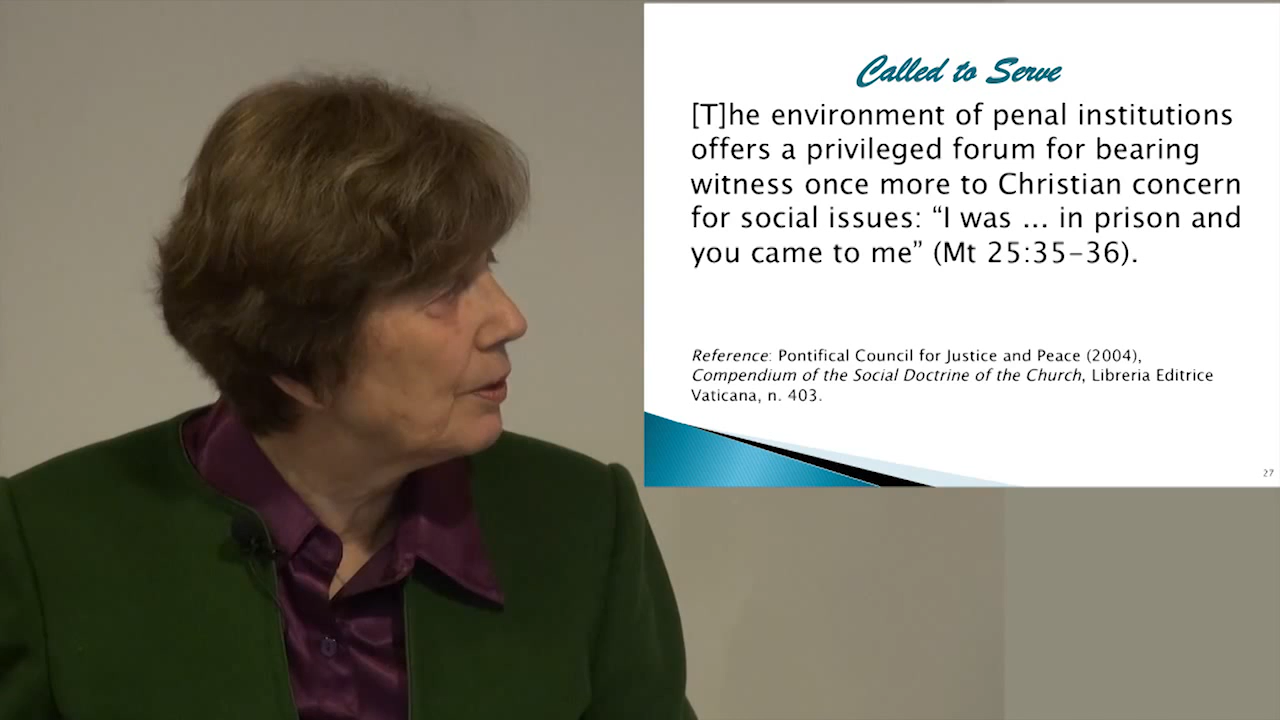 Called to Serve
[T]he environment of penal institutions
offers a privileged forum for bearing
witness once more to Christian concern
for social issues: “I was ... in prison and
you came to me” (Mt 25:35-36).
Reference: Pontifical Council for Justice and Peace (2004),
Compendium of the Social Doctrine of the Church, Libreria Editrice
Vaticana, n. 403.
27